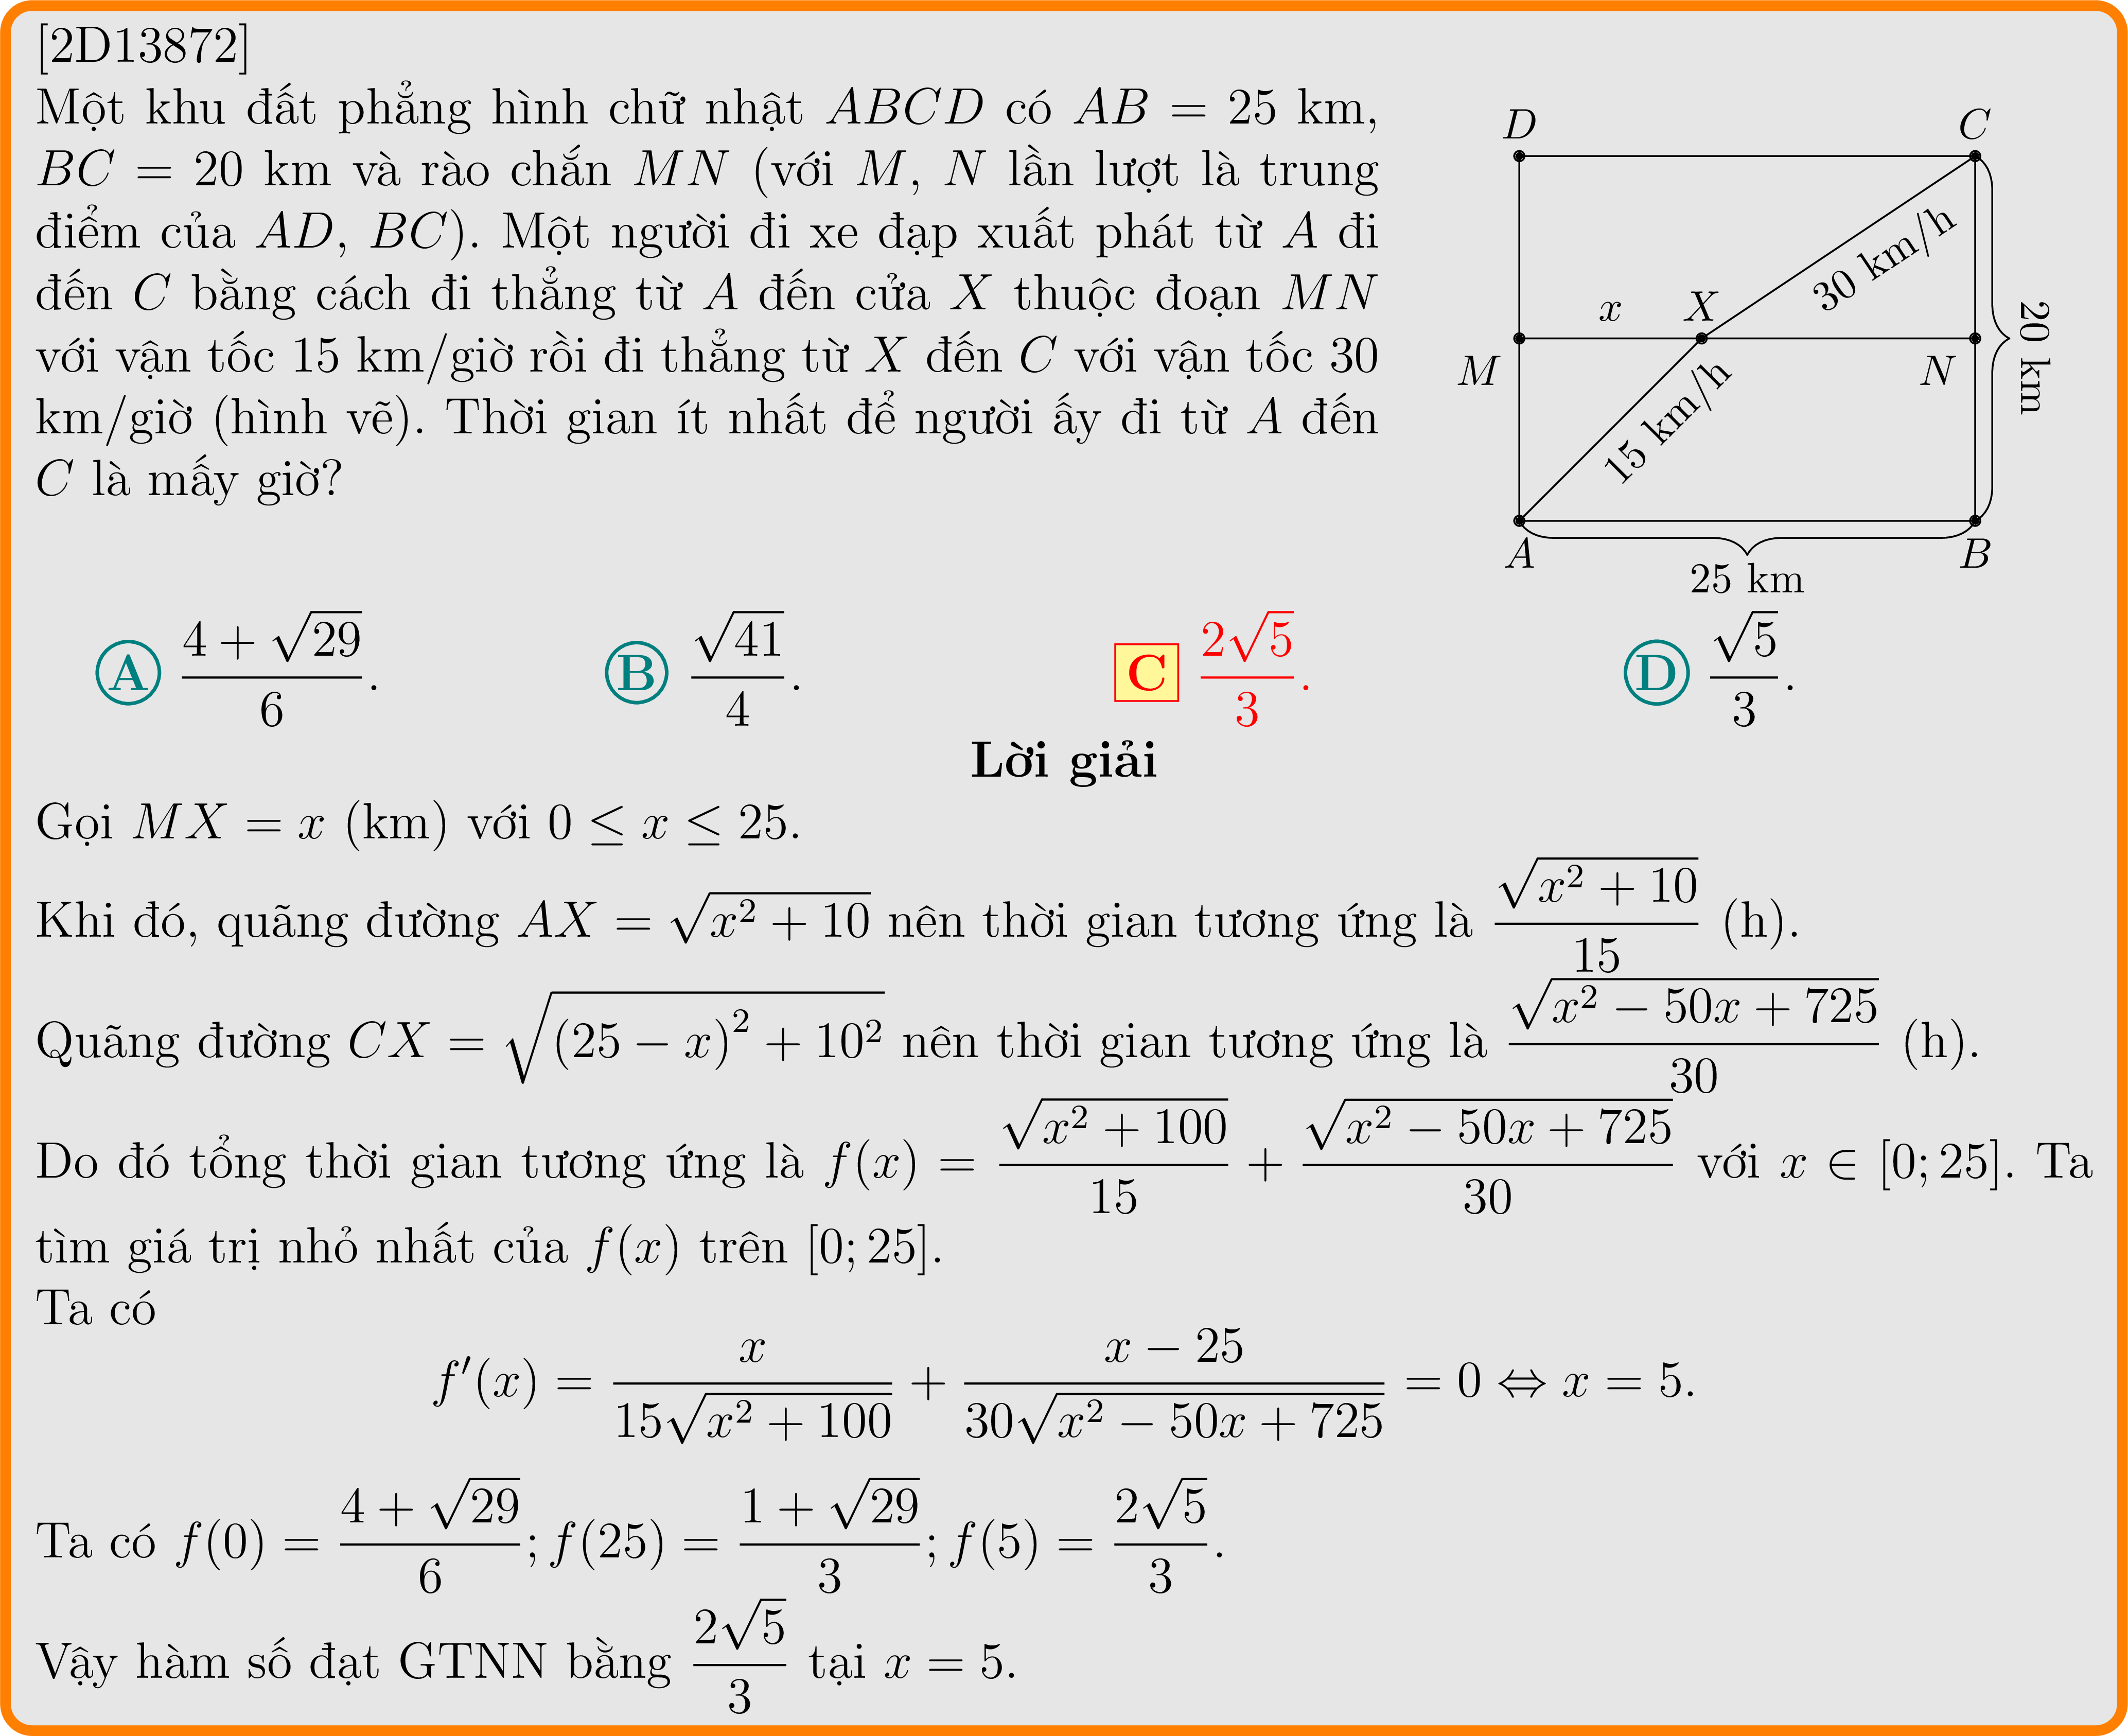 [2D13872]
Một khu đất phẳng hình chữ nhật ABCD có AB = 25 km,
BC = 20 km và rào chắn MN (với M, N lần lượt là trung
điểm của AD, BC). Một người đi xe đạp xuất phát từ A đi
đến C bằng cách đi thẳng từ A đến cửa X thuộc đoạn MN
với vận tốc 15 km/giờ rồi đi thẳng từ X đến C với vận tốc 30
km/giờ (hình vẽ). Thời gian ít nhất để người ấy đi từ A đến
C là mấy giờ?
D
C
x
X
30 km/h
M
N
15 km/h
20 km
A
B
25 km
A \frac{4 + \sqrt{29}}{6}.
B \frac{\sqrt{41}}{4}.
C \frac{2\sqrt{5}}{3}.
D \frac{\sqrt{5}}{3}.
Lời giải
Gọi MX = x (km) với 0 ≤ x ≤ 25.
Khi đó, quãng đường AX = \sqrt{x^2 + 10} nên thời gian tương ứng là \frac{\sqrt{x^2 + 10}}{15} (h).
Quãng đường CX = \sqrt{(25 − x)^2 + 10^2} nên thời gian tương ứng là \frac{\sqrt{x^2 − 50x + 725}}{30} (h).
Do đó tổng thời gian tương ứng là f(x) = \frac{\sqrt{x^2 + 100}}{15} + \frac{\sqrt{x^2 − 50x + 725}}{30} với x ∈ [0; 25]. Ta
tìm giá trị nhỏ nhất của f(x) trên [0; 25].
Ta có
f′(x) = \frac{x}{15\sqrt{x^2 + 100}} + \frac{x − 25}{30\sqrt{x^2 − 50x + 725}} = 0 ⇔ x = 5.
Ta có f(0) = \frac{4 + \sqrt{29}}{6}; f(25) = \frac{1 + \sqrt{29}}{3}; f(5) = \frac{2\sqrt{5}}{3}.
Vậy hàm số đạt GTNN bằng \frac{2\sqrt{5}}{3} tại x = 5.